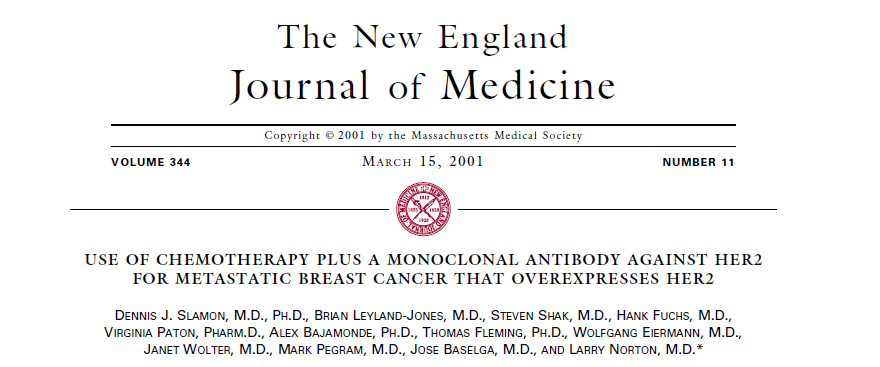 The New England
Journal of Medicine
Copyright © 2001 by the Massachusetts Medical Society
VOLUME 344 MARCH 15, 2001 NUMBER 11
USE OF CHEMOTHERAPY PLUS A MONOCLONAL ANTIBODY AGAINST HER2
FOR METASTATIC BREAST CANCER THAT OVEREXPRESSES HER2
DENNIS J. SLAMON, M.D., PH.D., BRIAN LEYLAND-JONES, M.D., STEVEN SHAK, M.D., HANK FUCHS, M.D.,
VIRGINIA PATON, PHARM.D., ALEX BAJAMONDE, PH.D., THOMAS FLEMING, PH.D., WOLFGANG EIERMANN, M.D.,
JANET WOLTER, M.D., MARK PEGRAM, M.D., JOSE BASELGA, M.D., AND LARRY NORTON, M.D.*